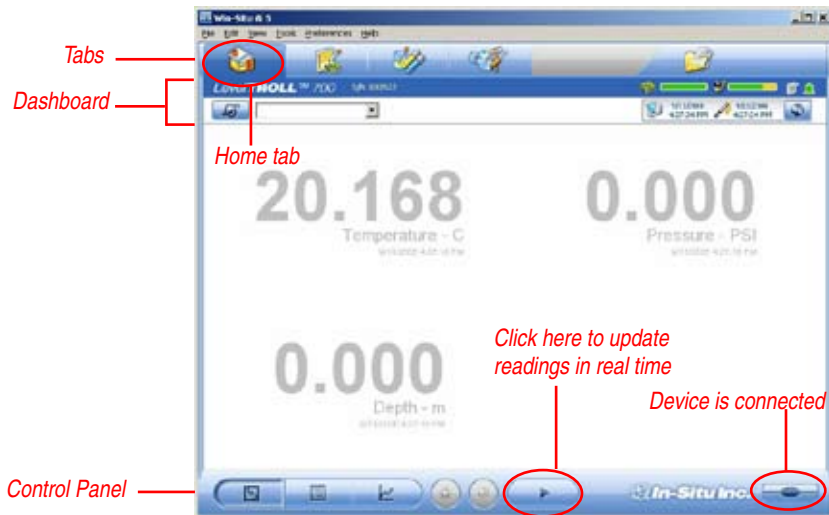 Win-Situ ® 5
File Edit View Tools Preferences Help
Tabs
Dashboard
LevelTROLL™ 700
Home tab
20.168
Temperature - C
0.000
Pressure - PSI
0.000
Depth - m
Click here to update
readings in real time
Device is connected
Control Panel
In-Situ Inc.